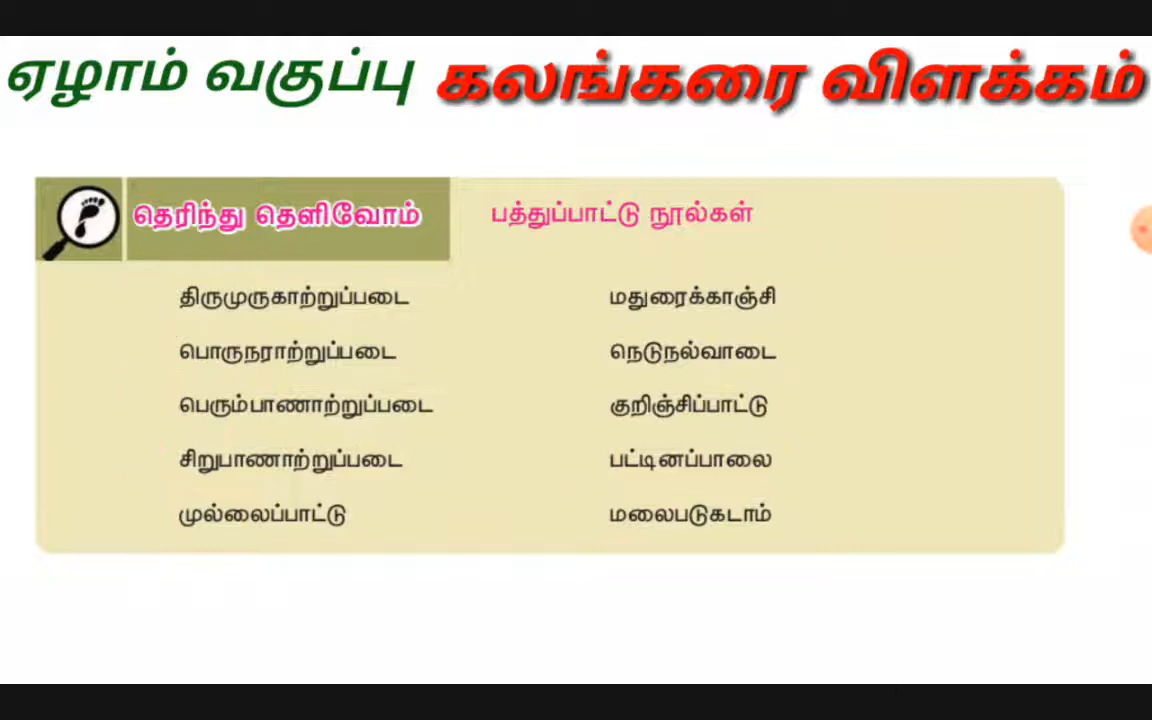 ஏழாம் வகுப்பு கலங்கரை விளக்கம்
தெரிந்து தெளிவோம் பத்துப்பாட்டு நூல்கள்
திருமுருகாற்றுப்படை மதுரைக்காஞ்சி
பொருநராற்றுப்படை நெடுநல்வாடை
பெரும்பாணாற்றுப்படை குறிஞ்சிப்பாட்டு
சிறுபாணாற்றுப்படை பட்டினப்பாலை
முல்லைப்பாட்டு மலைபடுகடாம்